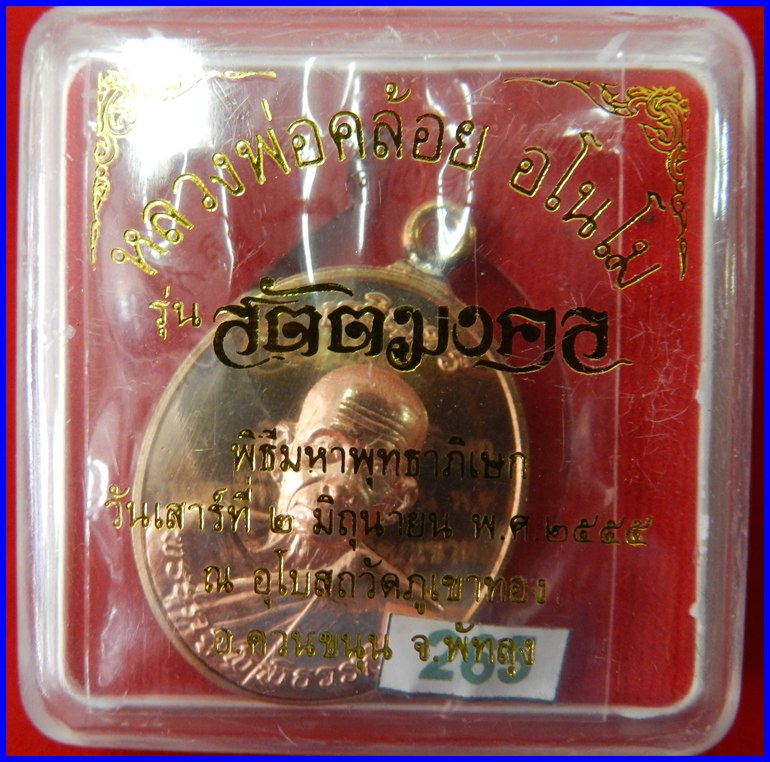 หลวงพ่อคล้อย อโนโม
รุ่น
รัตตมงคล
พิธีมหาพุทธาภิเษก
วันเสาร์ที่ ๒ มิถุนายน พ.ศ.๒๕๕๕
ณ อุโบสถวัดภูเขาทอง
อ.ควนขนุน จ.พัทลุง
269